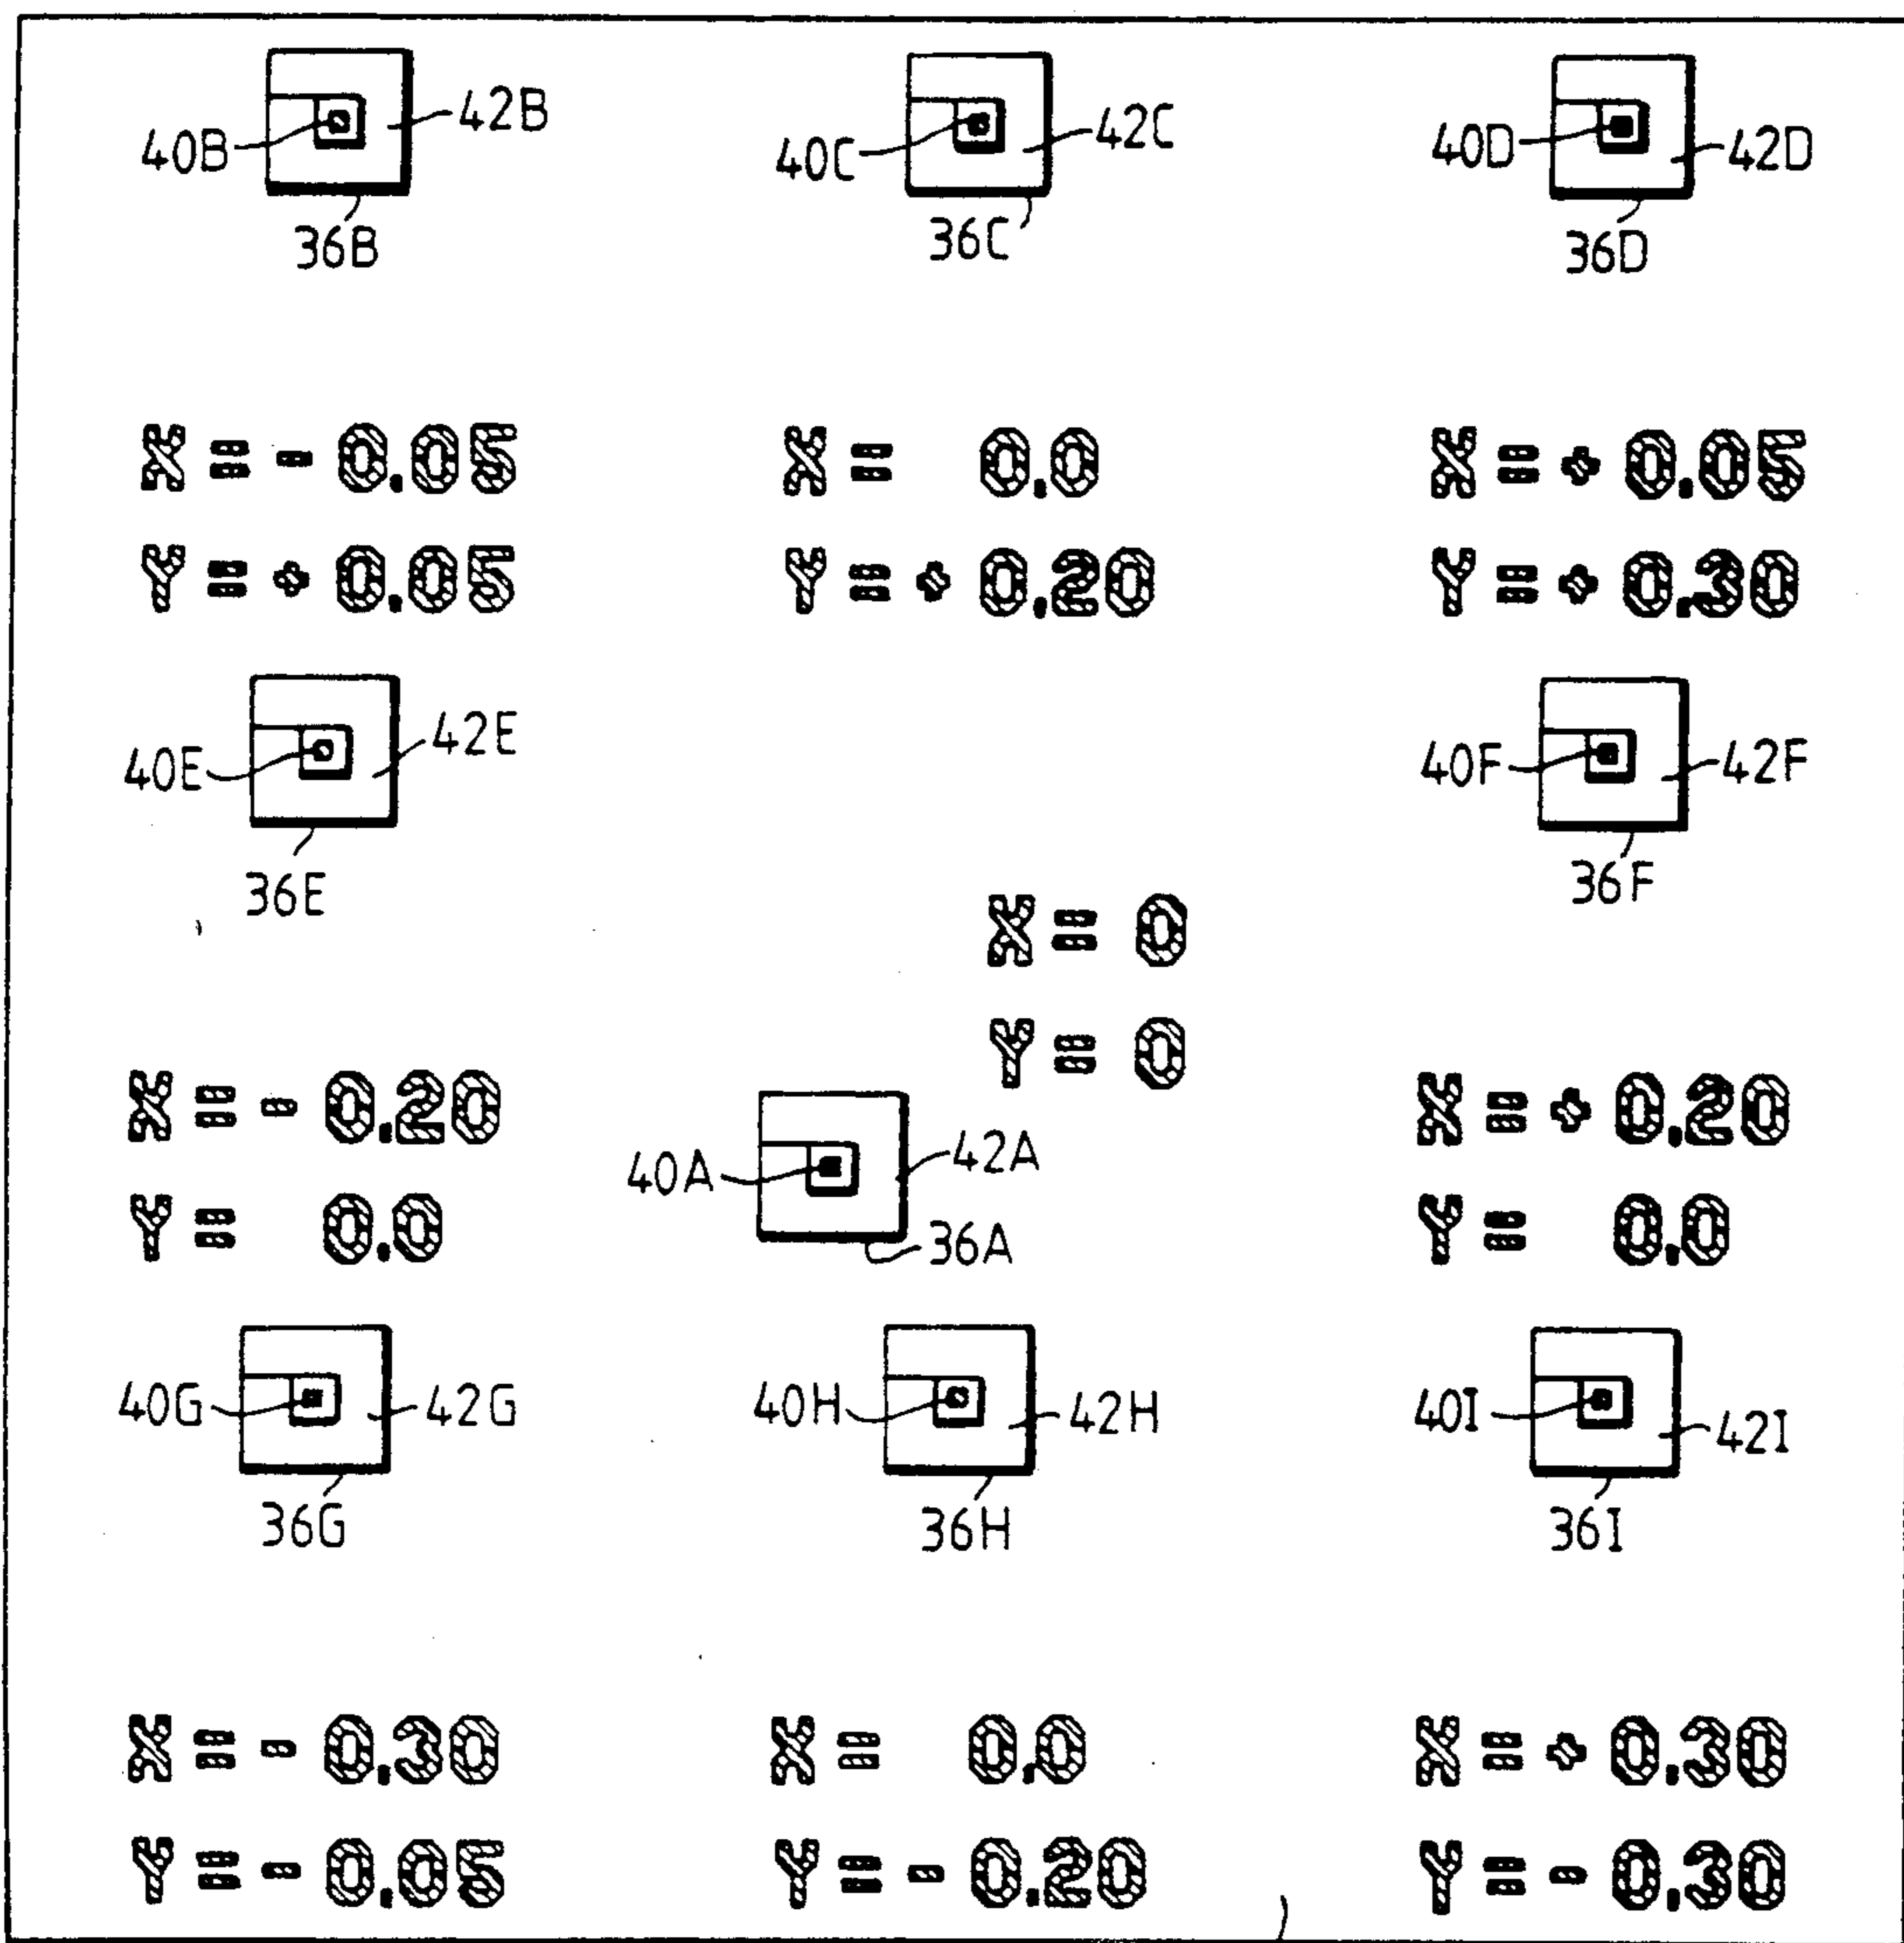 40B 42B
36B
40C 42C
36C
40D 42D
36D
X = - 0.05
Y = + 0.05
X = 0.0
Y = + 0.20
X = + 0.05
Y = + 0.30
40E 42E
36E
40F 42F
36F
X = 0
Y = 0
X = - 0.20
Y = 0.0
40A 42A
36A
X = + 0.20
Y = 0.0
40G 42G
36G
40H 42H
36H
40I 42I
36I
X = - 0.30
Y = - 0.05
X = 0.0
Y = - 0.20
X = + 0.30
Y = - 0.30